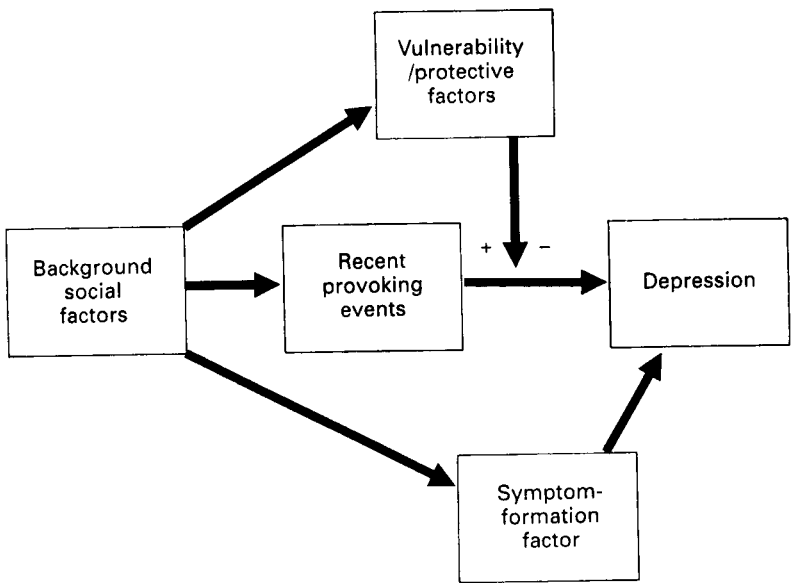 Vulnerability
/protective
factors
+ −
Background
social
factors
Recent
provoking
events
Depression
Symptom-
formation
factor